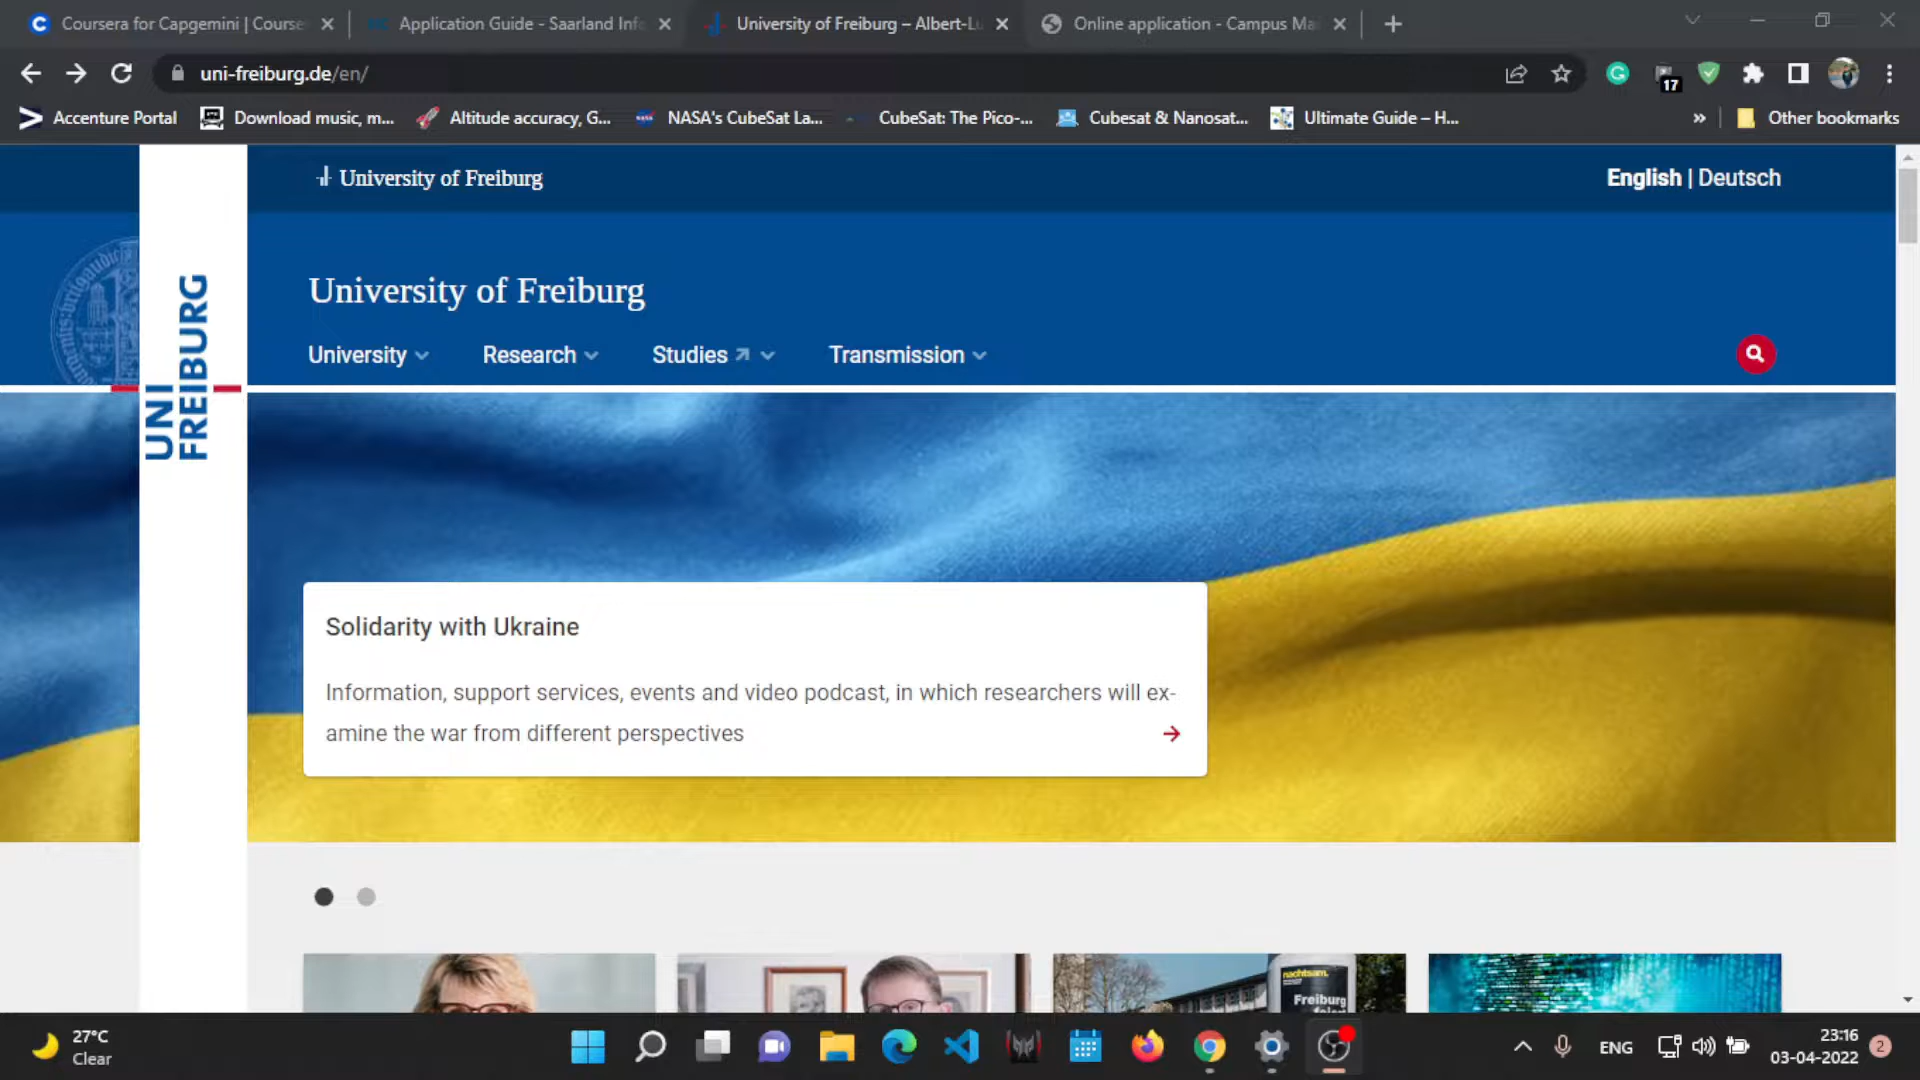 Coursera for Capgemini | Course
Application Guide - Saarland Info
University of Freiburg – Albert-Lu
Online application - Campus Ma
uni-freiburg.de/en/
17
Accenture Portal
Download music, m...
Altitude accuracy, G...
NASA's CubeSat La...
CubeSat: The Pico-...
Cubesat & Nanosat...
Ultimate Guide – H...
»
Other bookmarks
University of Freiburg
English | Deutsch
UNI
FREIBURG
University of Freiburg
University
Research
Studies
Transmission
Solidarity with Ukraine
Information, support services, events and video podcast, in which researchers will ex-
amine the war from different perspectives
nachtsam.
Freiburg
27°C
Clear
ENG
23:16
03-04-2022
2